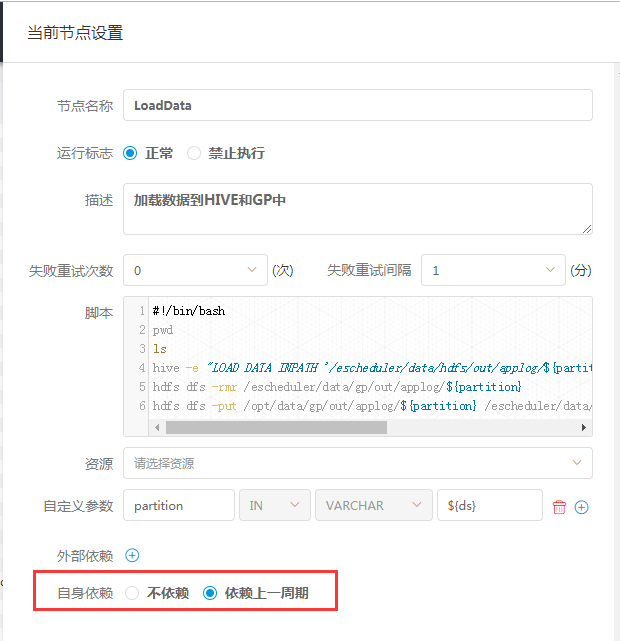 当前节点设置
节点名称 LoadData
运行标志 正常 禁止执行
描述 加载数据到HIVE和GP中
失败重试次数 0 (次) 失败重试间隔 1 (分)
脚本 1 #!/bin/bash
2 pwd
3 ls
4 hive -e "LOAD DATA INPATH '/escheduler/data/hdfs/out/applog/${partit
5 hdfs dfs -rmr /escheduler/data/gp/out/applog/${partition}
6 hdfs dfs -put /opt/data/gp/out/applog/${partition} /escheduler/data/
资源 请选择资源
自定义参数 partition IN VARCHAR ${ds}
外部依赖
自身依赖 不依赖 依赖上一周期